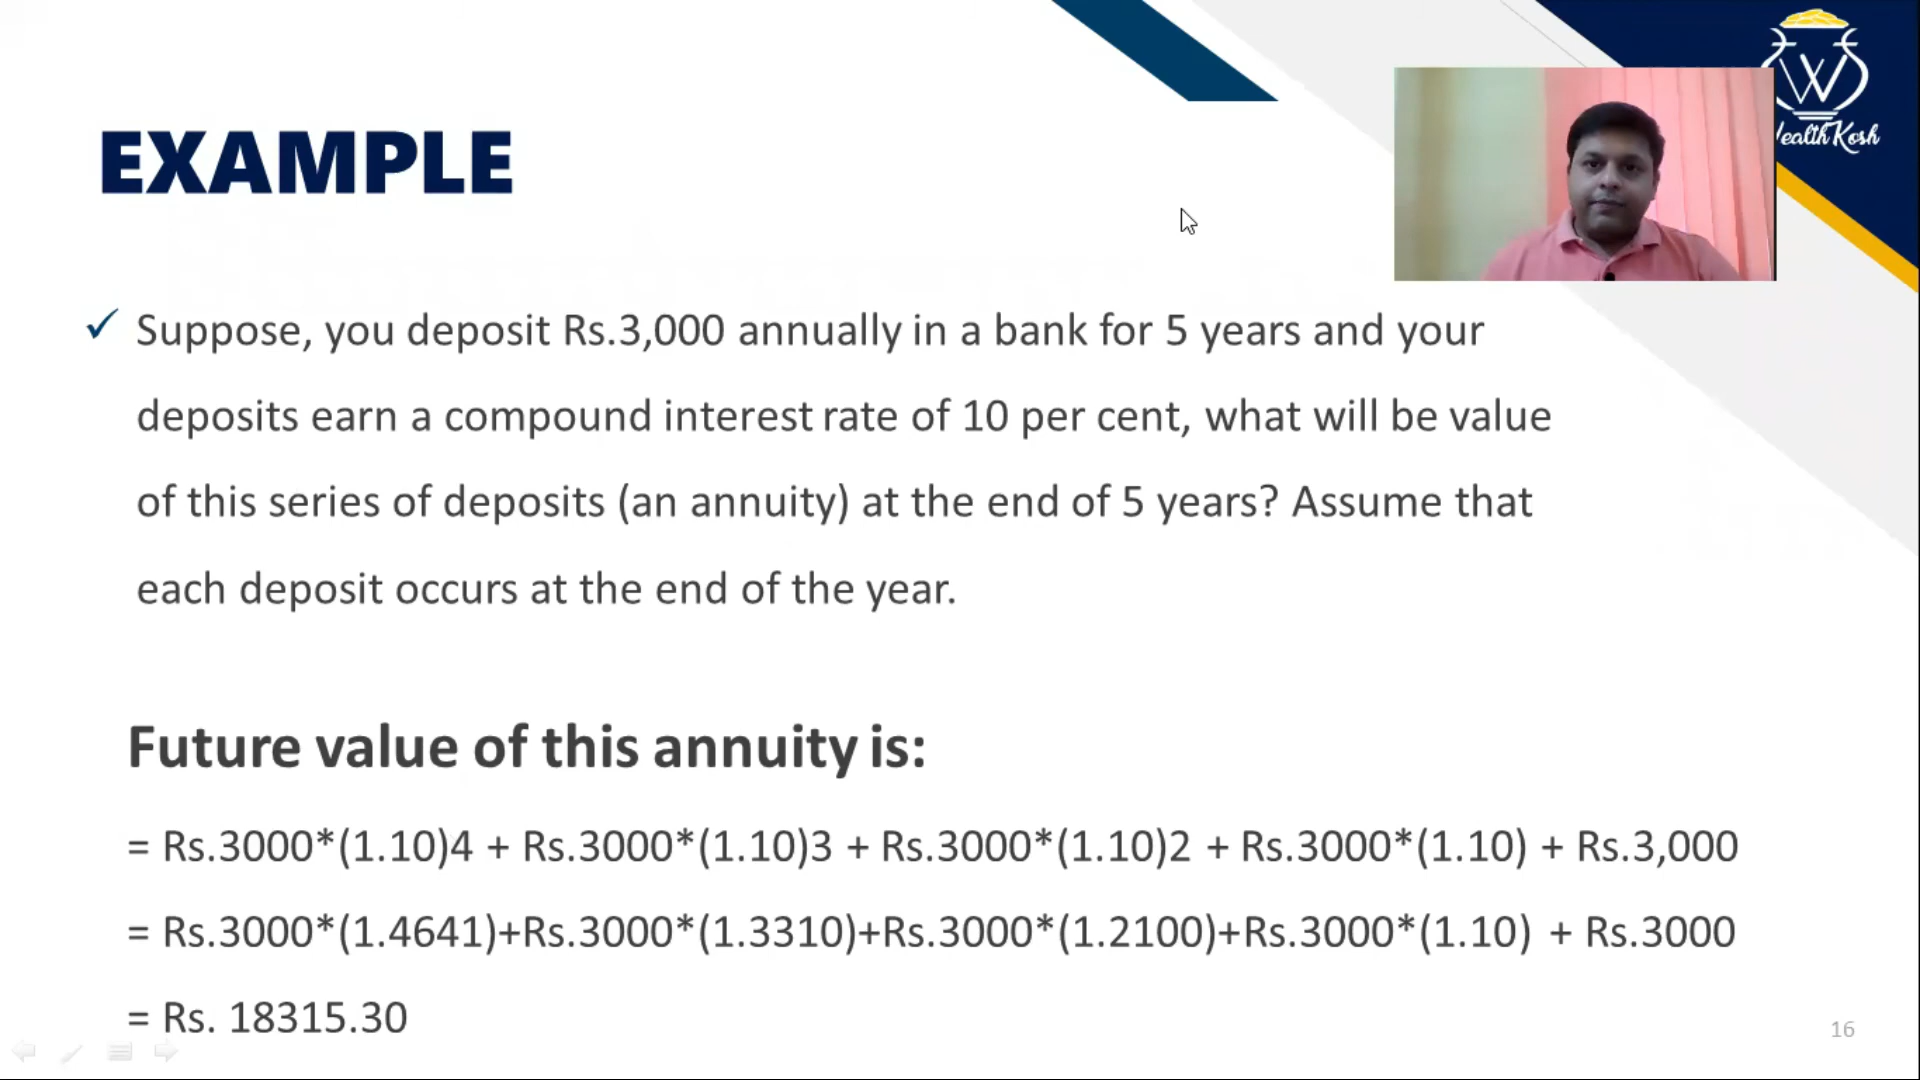 EXAMPLE
W
ealth Kosh
✓ Suppose, you deposit Rs.3,000 annually in a bank for 5 years and your
deposits earn a compound interest rate of 10 per cent, what will be value
of this series of deposits (an annuity) at the end of 5 years? Assume that
each deposit occurs at the end of the year.
Future value of this annuity is:
= Rs.3000*(1.10)4 + Rs.3000*(1.10)3 + Rs.3000*(1.10)2 + Rs.3000*(1.10) + Rs.3,000
= Rs.3000*(1.4641)+Rs.3000*(1.3310)+Rs.3000*(1.2100)+Rs.3000*(1.10) + Rs.3000
= Rs. 18315.30
16